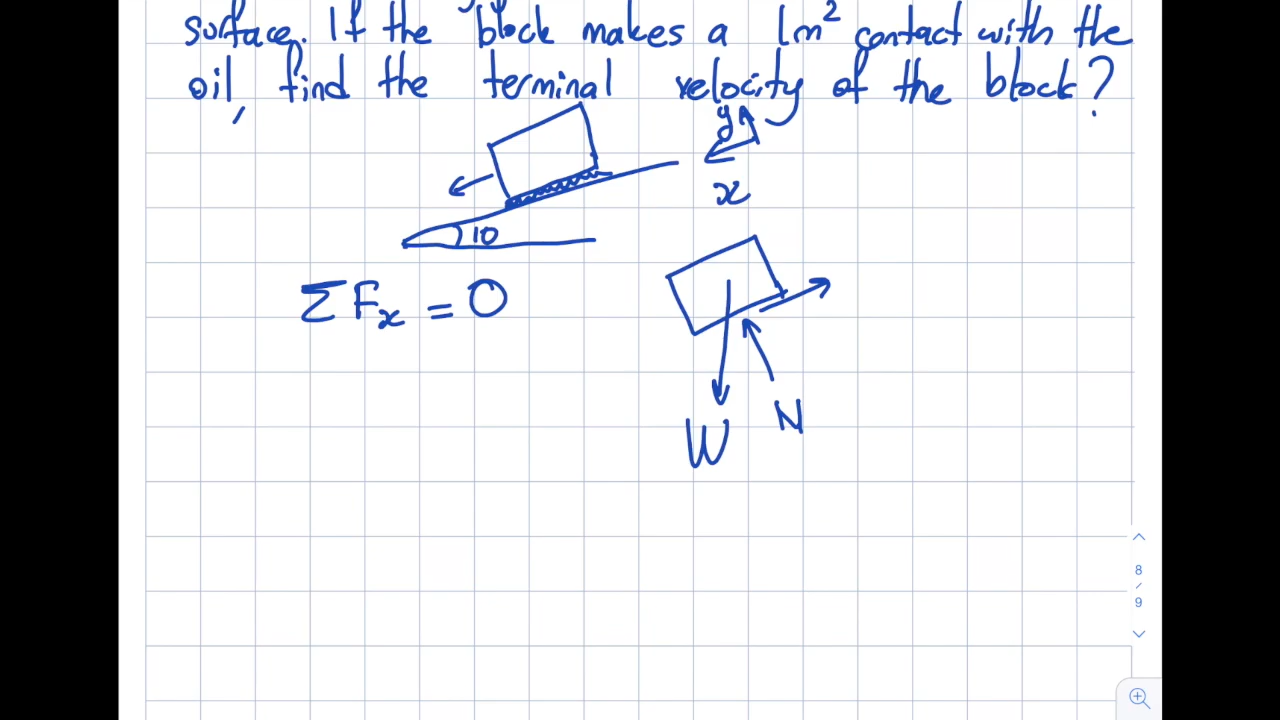 surface. If the block makes a 1m² contact with the
oil, find the terminal velocity of the block?
y
x
10
ΣFx = 0
N
W
8
/
9